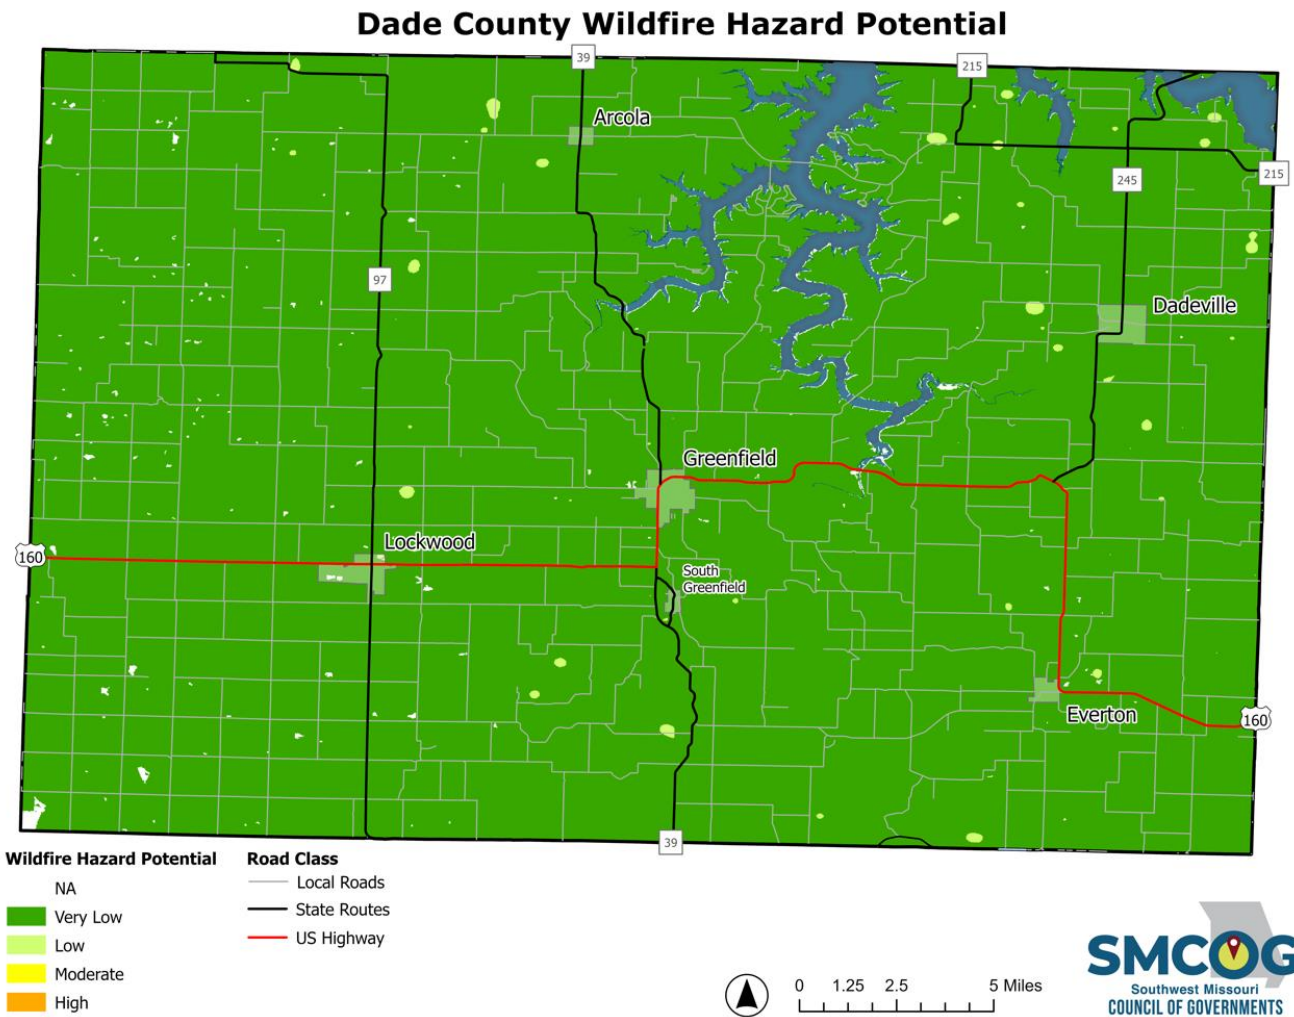 Dade County Wildfire Hazard Potential
39
215
Arcola
245
215
97
Dadeville
Greenfield
Lockwood
160
South
Greenfield
Everton
160
39
Wildfire Hazard Potential
NA
Very Low
Low
Moderate
High
Road Class
Local Roads
State Routes
US Highway
0 1.25 2.5 5 Miles
SMCOG
Southwest Missouri
COUNCIL OF GOVERNMENTS